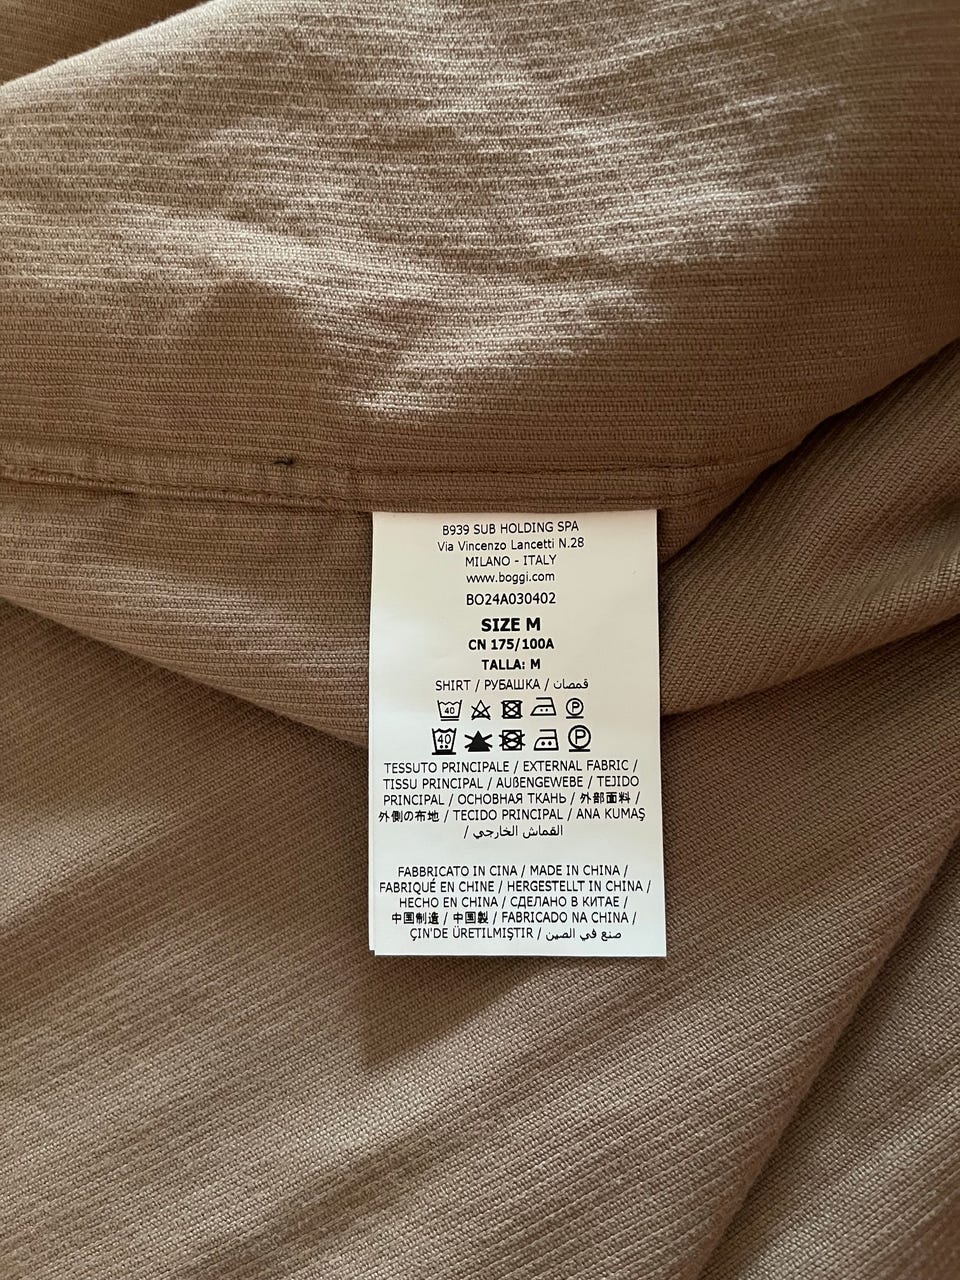 B939 SUB HOLDING SPA
Via Vincenzo Lancetti N.28
MILANO - ITALY
www.boggi.com
BO24A030402
SIZE M
CN 175/100A
TALLA: M
SHIRT / РУБАШКА / قمصان
40 P
40 P
TESSUTO PRINCIPALE / EXTERNAL FABRIC /
TISSU PRINCIPAL / AUßENGEWEBE / TEJIDO
PRINCIPAL / ОСНОВНАЯ ТКАНЬ / 外部面料 /
外側の布地 / TECIDO PRINCIPAL / ANA KUMAŞ
/ القماش الخارجي
FABBRICATO IN CINA / MADE IN CHINA /
FABRIQUÉ EN CHINE / HERGESTELLT IN CHINA /
HECHO EN CHINA / СДЕЛАНО В КИТАЕ /
中国制造 / 中国製 / FABRICADO NA CHINA /
ÇIN'DE ÜRETILMIŞTIR / صنع في الصين